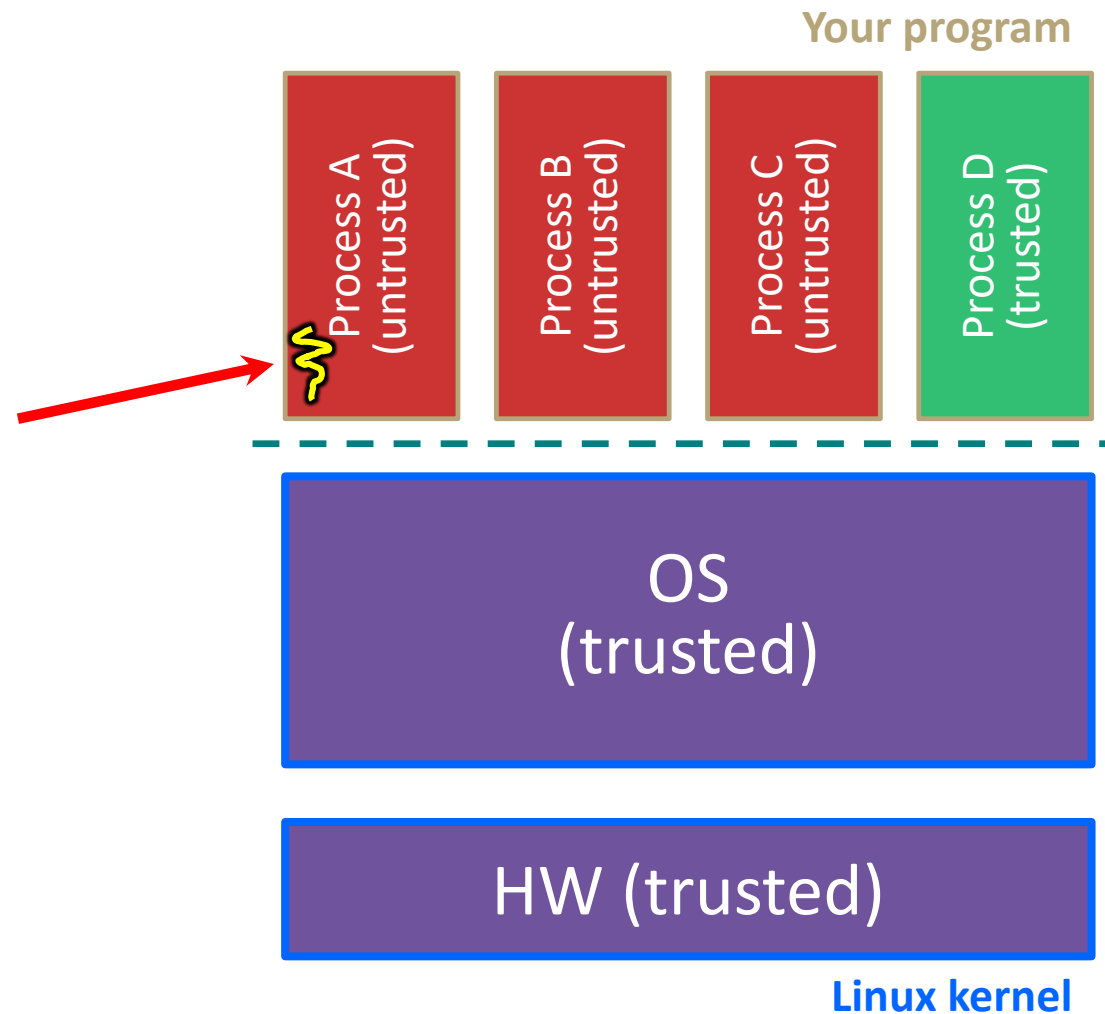 Your program
Process A
(untrusted)
Process B
(untrusted)
Process C
(untrusted)
Process D
(trusted)
OS
(trusted)
HW (trusted)
Linux kernel